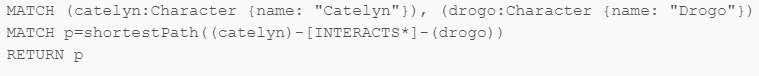 MATCH (catelyn:Character {name: "Catelyn"}), (drogo:Character {name: "Drogo"})
MATCH p=shortestPath((catelyn)-[INTERACTS*]-(drogo))
RETURN p